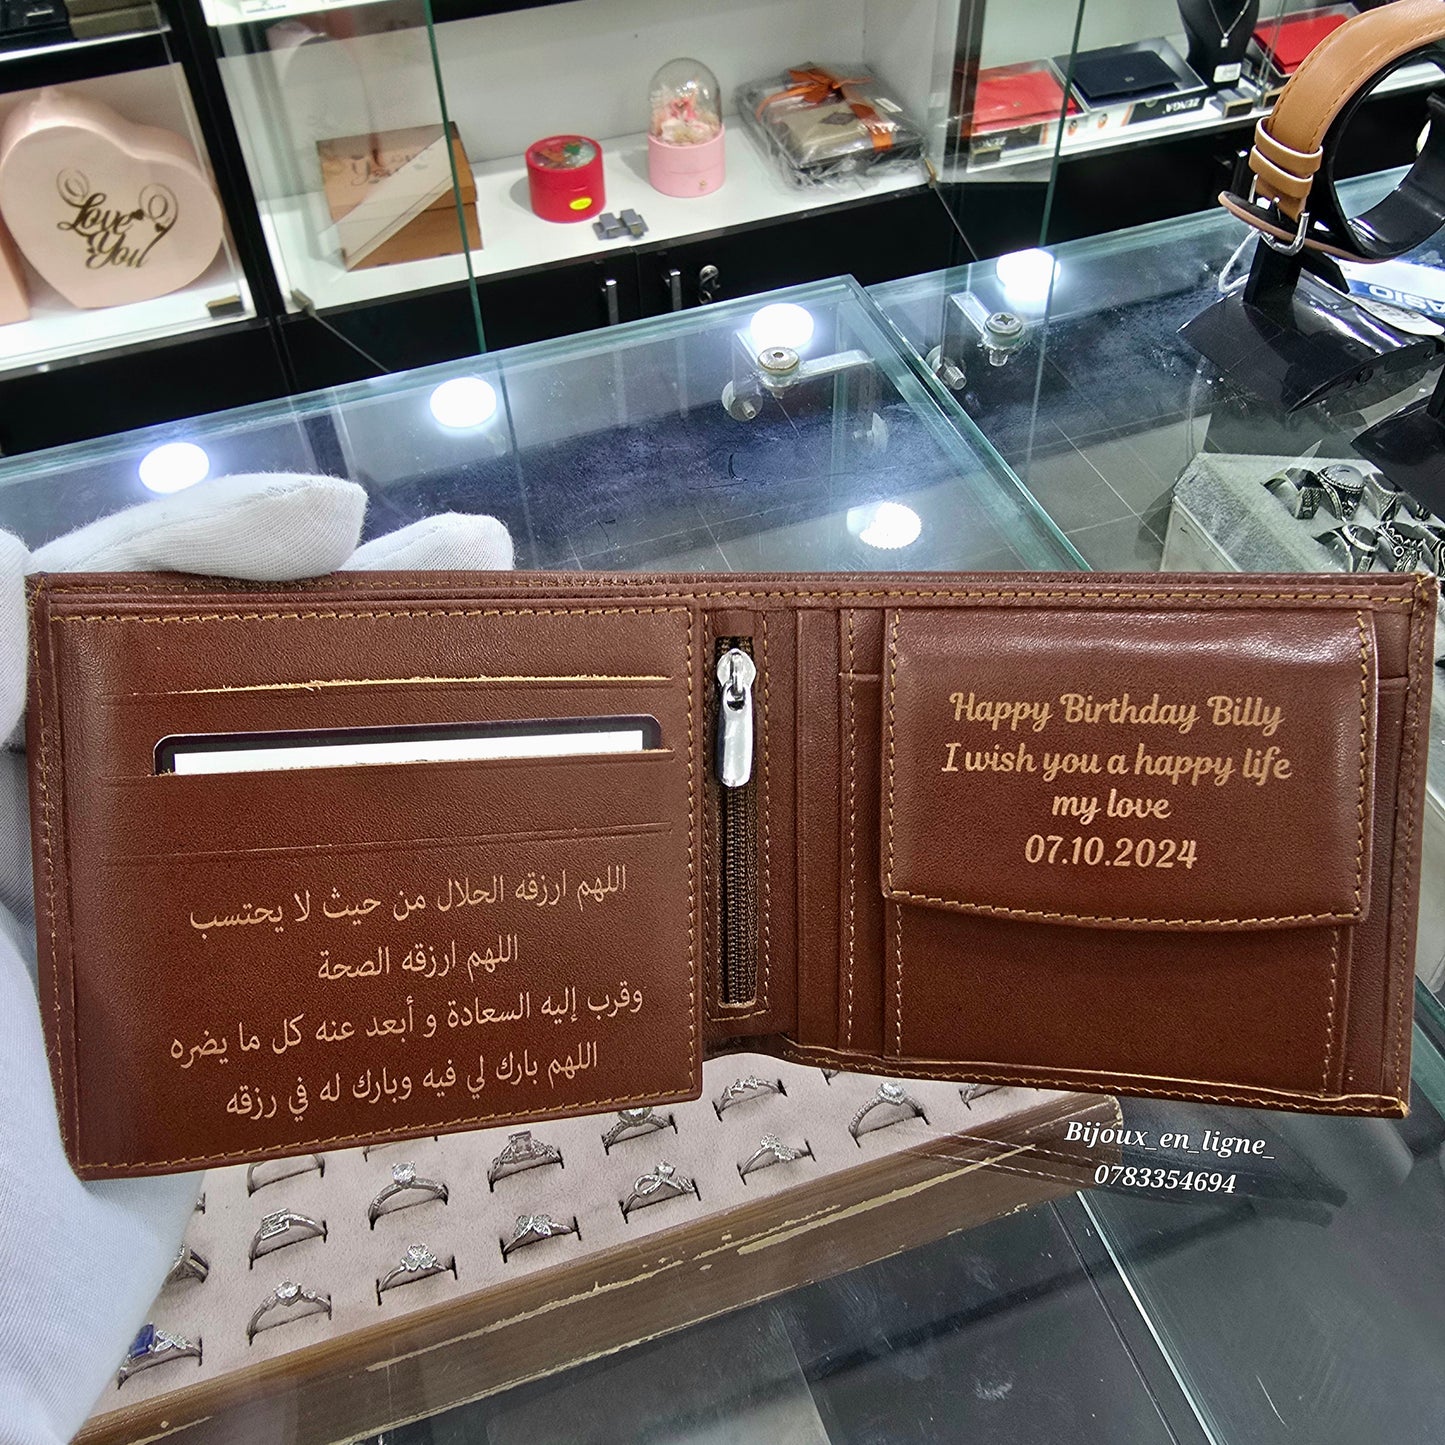 Love
You
ZENGA
CASIO
اللهم ارزقه الحلال من حيث لا يحتسب
اللهم ارزقه الصحة
وقرب إليه السعادة و أبعد عنه كل ما يضره
اللهم بارك لي فيه وبارك له في رزقه
Happy Birthday Billy
I wish you a happy life
my love
07.10.2024
Bijoux_en_ligne_
0783354694